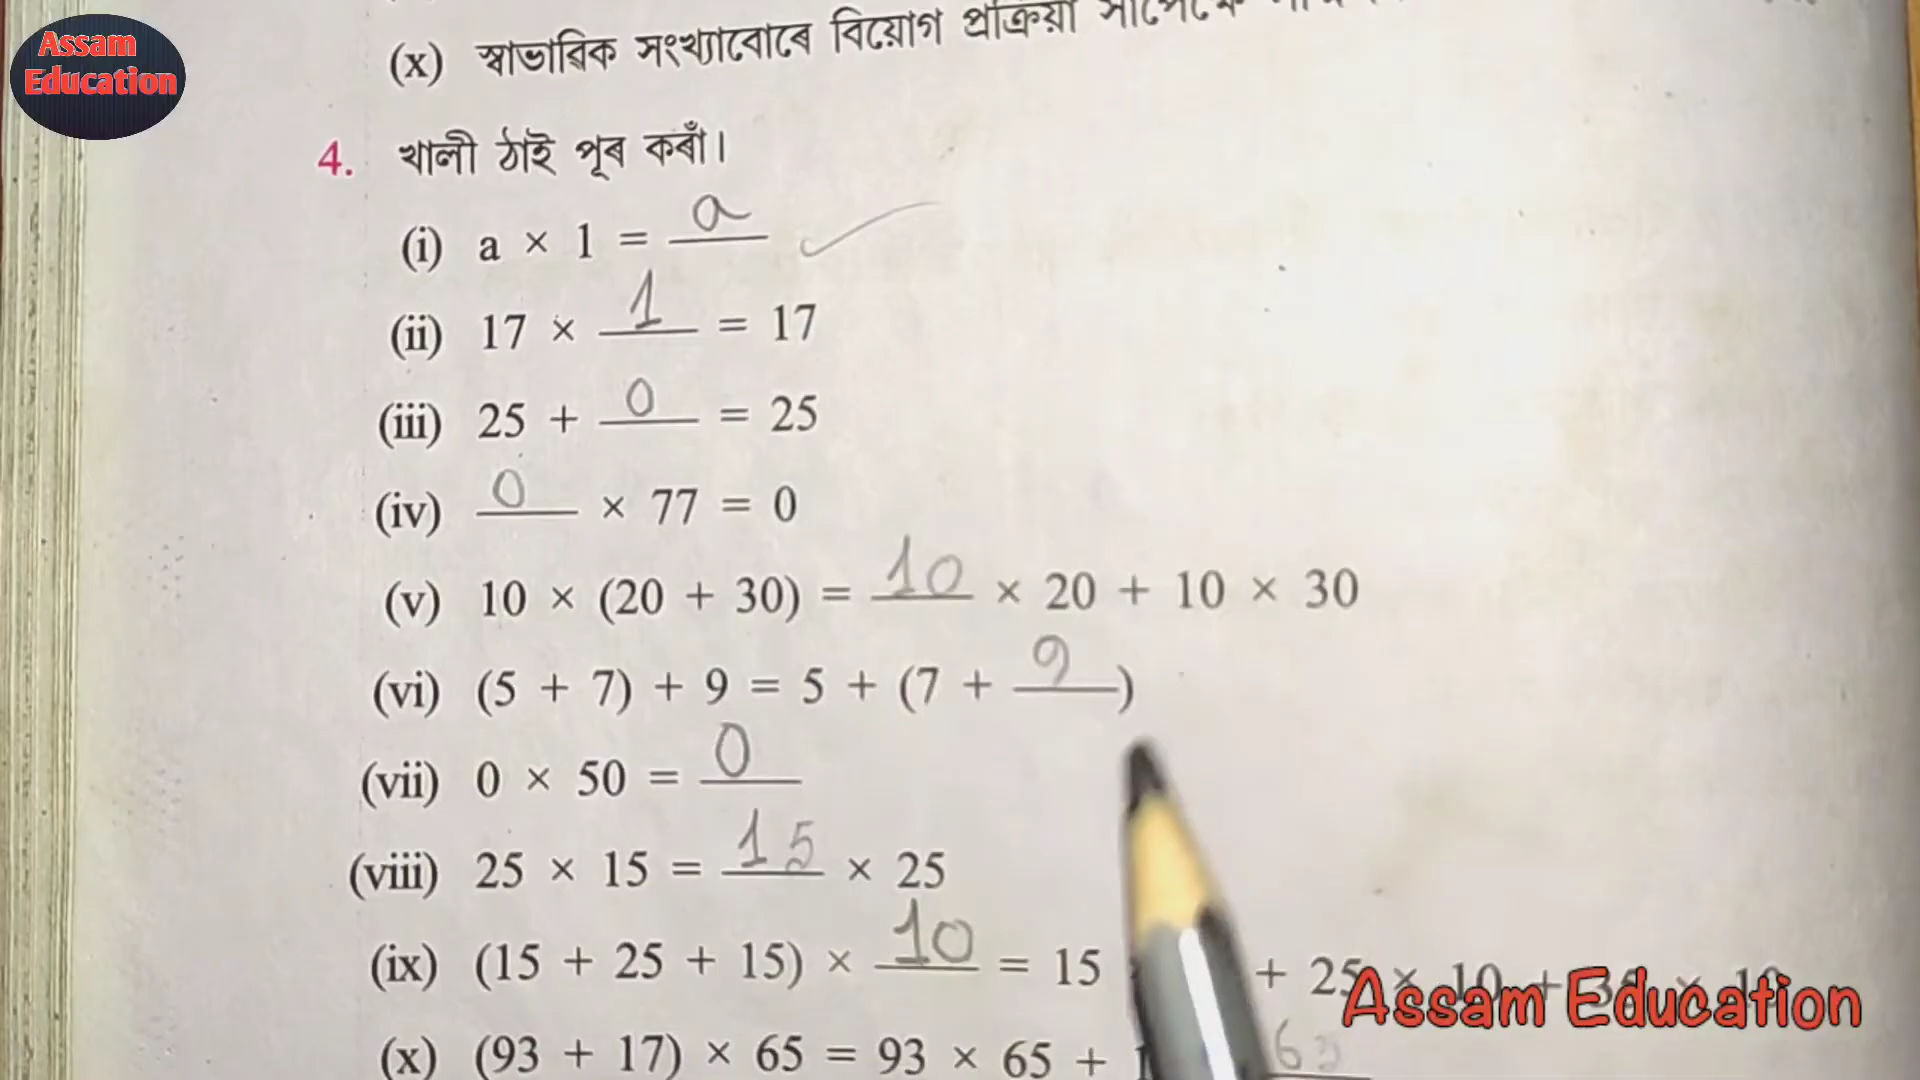 Assam
Education
(x) স্বাভাৱিক সংখ্যাবোৰে বিয়োগ প্ৰক্ৰিয়া সাপেক্ষে
4. খালী ঠাই পূৰ কৰাঁ।
(i) a × 1 = a
(ii) 17 × 1 = 17
(iii) 25 + 0 = 25
(iv) 0 × 77 = 0
(v) 10 × (20 + 30) = 10 × 20 + 10 × 30
(vi) (5 + 7) + 9 = 5 + (7 + 9)
(vii) 0 × 50 = 0
(viii) 25 × 15 = 15 × 25
(ix) (15 + 25 + 15) × 10 = 15 + 25 × 10 +
Assam Education
(x) (93 + 17) × 65 = 93 × 65 + 65